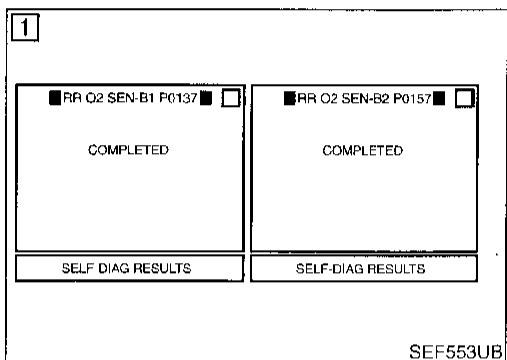 1
RR O2 SEN-B1 P0137
RR O2 SEN-B2 P0157
COMPLETED
COMPLETED
SELF DIAG RESULTS
SELF-DIAG RESULTS
SEF553UB